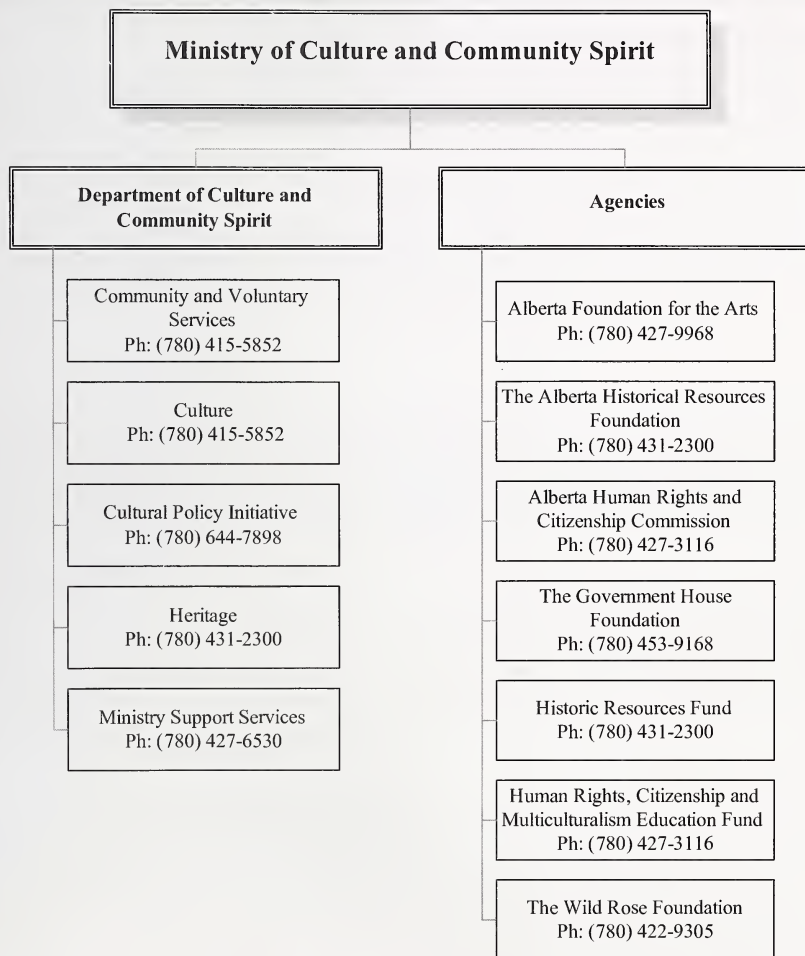 Ministry of Culture and Community Spirit
Department of Culture and
Community Spirit
Community and Voluntary
Services
Ph: (780) 415-5852
Culture
Ph: (780) 415-5852
Cultural Policy Initiative
Ph: (780) 644-7898
Heritage
Ph: (780) 431-2300
Ministry Support Services
Ph: (780) 427-6530
Agencies
Alberta Foundation for the Arts
Ph: (780) 427-9968
The Alberta Historical Resources
Foundation
Ph: (780) 431-2300
Alberta Human Rights and
Citizenship Commission
Ph: (780) 427-3116
The Government House
Foundation
Ph: (780) 453-9168
Historic Resources Fund
Ph: (780) 431-2300
Human Rights, Citizenship and
Multiculturalism Education Fund
Ph: (780) 427-3116
The Wild Rose Foundation
Ph: (780) 422-9305